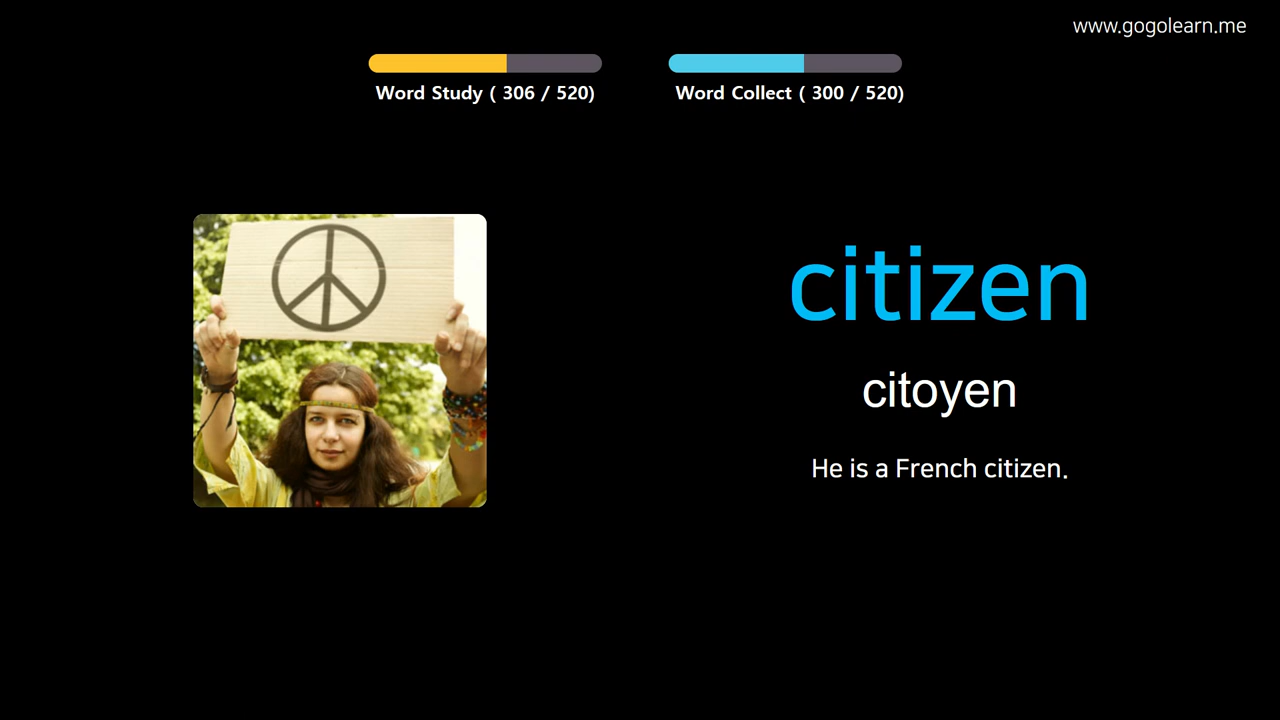 www.gogolearn.me
Word Study ( 306 / 520)
Word Collect ( 300 / 520)
citizen
citoyen
He is a French citizen.